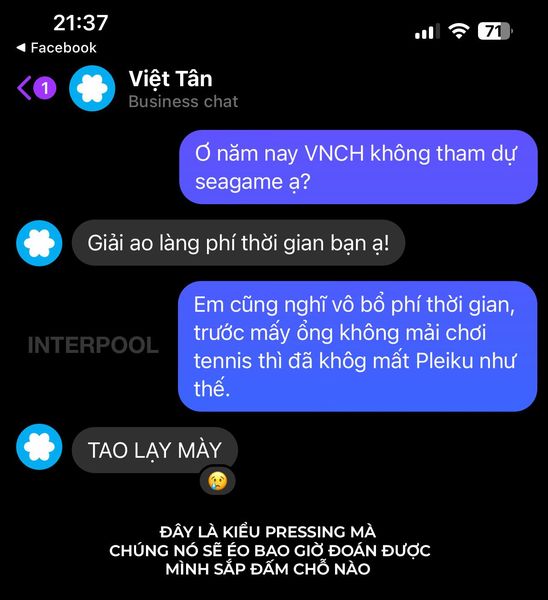 21:37
71
◀ Facebook
1
Việt Tân
Business chat
Ơ năm nay VNCH không tham dự
seagame ạ?
Giải ao làng phí thời gian bạn ạ!
Em cũng nghĩ vô bổ phí thời gian,
trước mấy ổng không mải chơi
tennis thì đã khôg mất Pleiku như
thế.
INTERPOOL
TAO LẠY MÀY
ĐÂY LÀ KIỂU PRESSING MÀ
CHÚNG NÓ SẼ ÉO BAO GIỜ ĐOÁN ĐƯỢC
MÌNH SẮP ĐẤM CHỖ NÀO